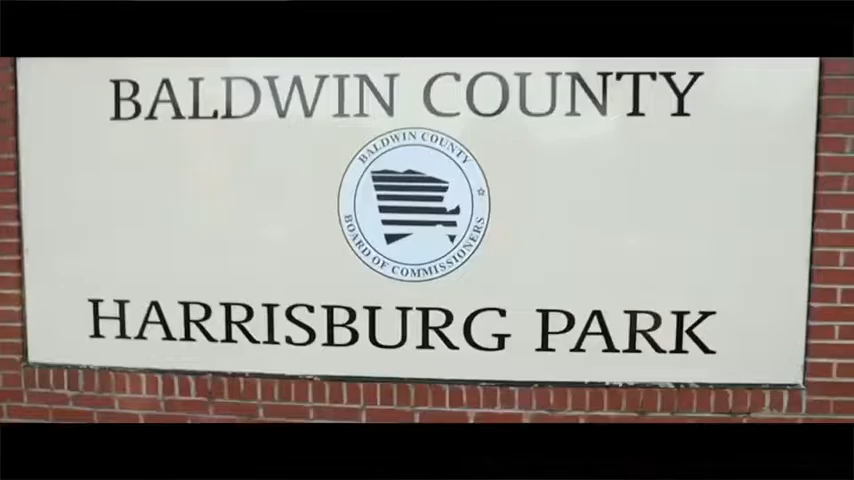 BALDWIN COUNTY
BALDWIN COUNTY
BOARD OF COMMISSIONERS
HARRISBURG PARK